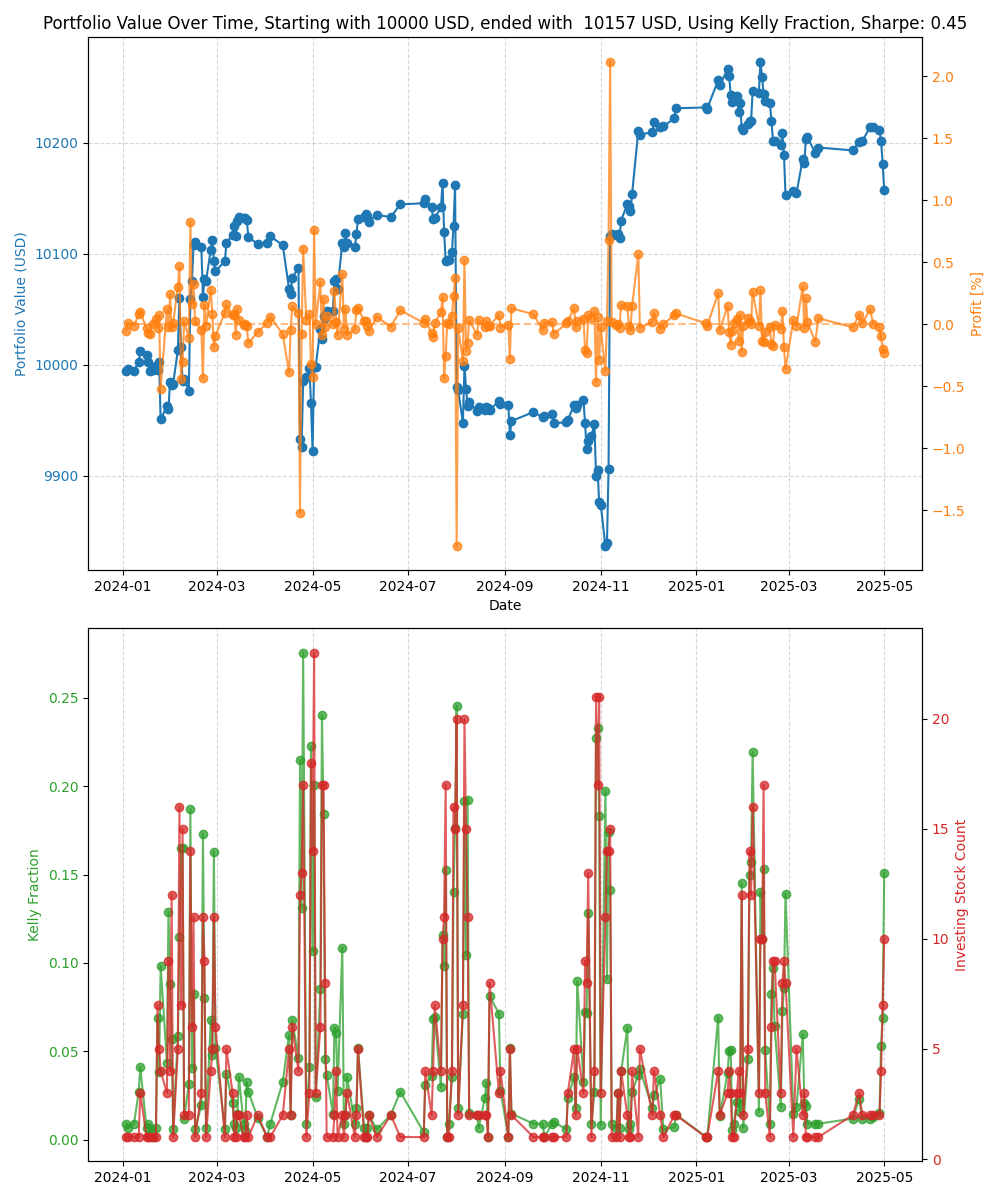 Portfolio Value Over Time, Starting with 10000 USD, ended with  10157 USD, Using Kelly Fraction, Sharpe: 0.45
Portfolio Value (USD)
10200
10100
10000
9900
2.0
1.5
1.0
0.5
0.0
−0.5
−1.0
−1.5
Profit [%]
2024-01 2024-03 2024-05 2024-07 2024-09 2024-11 2025-01 2025-03 2025-05
Date
Kelly Fraction
0.25
0.20
0.15
0.10
0.05
0.00
20
15
10
5
0
Investing Stock Count
2024-01 2024-03 2024-05 2024-07 2024-09 2024-11 2025-01 2025-03 2025-05